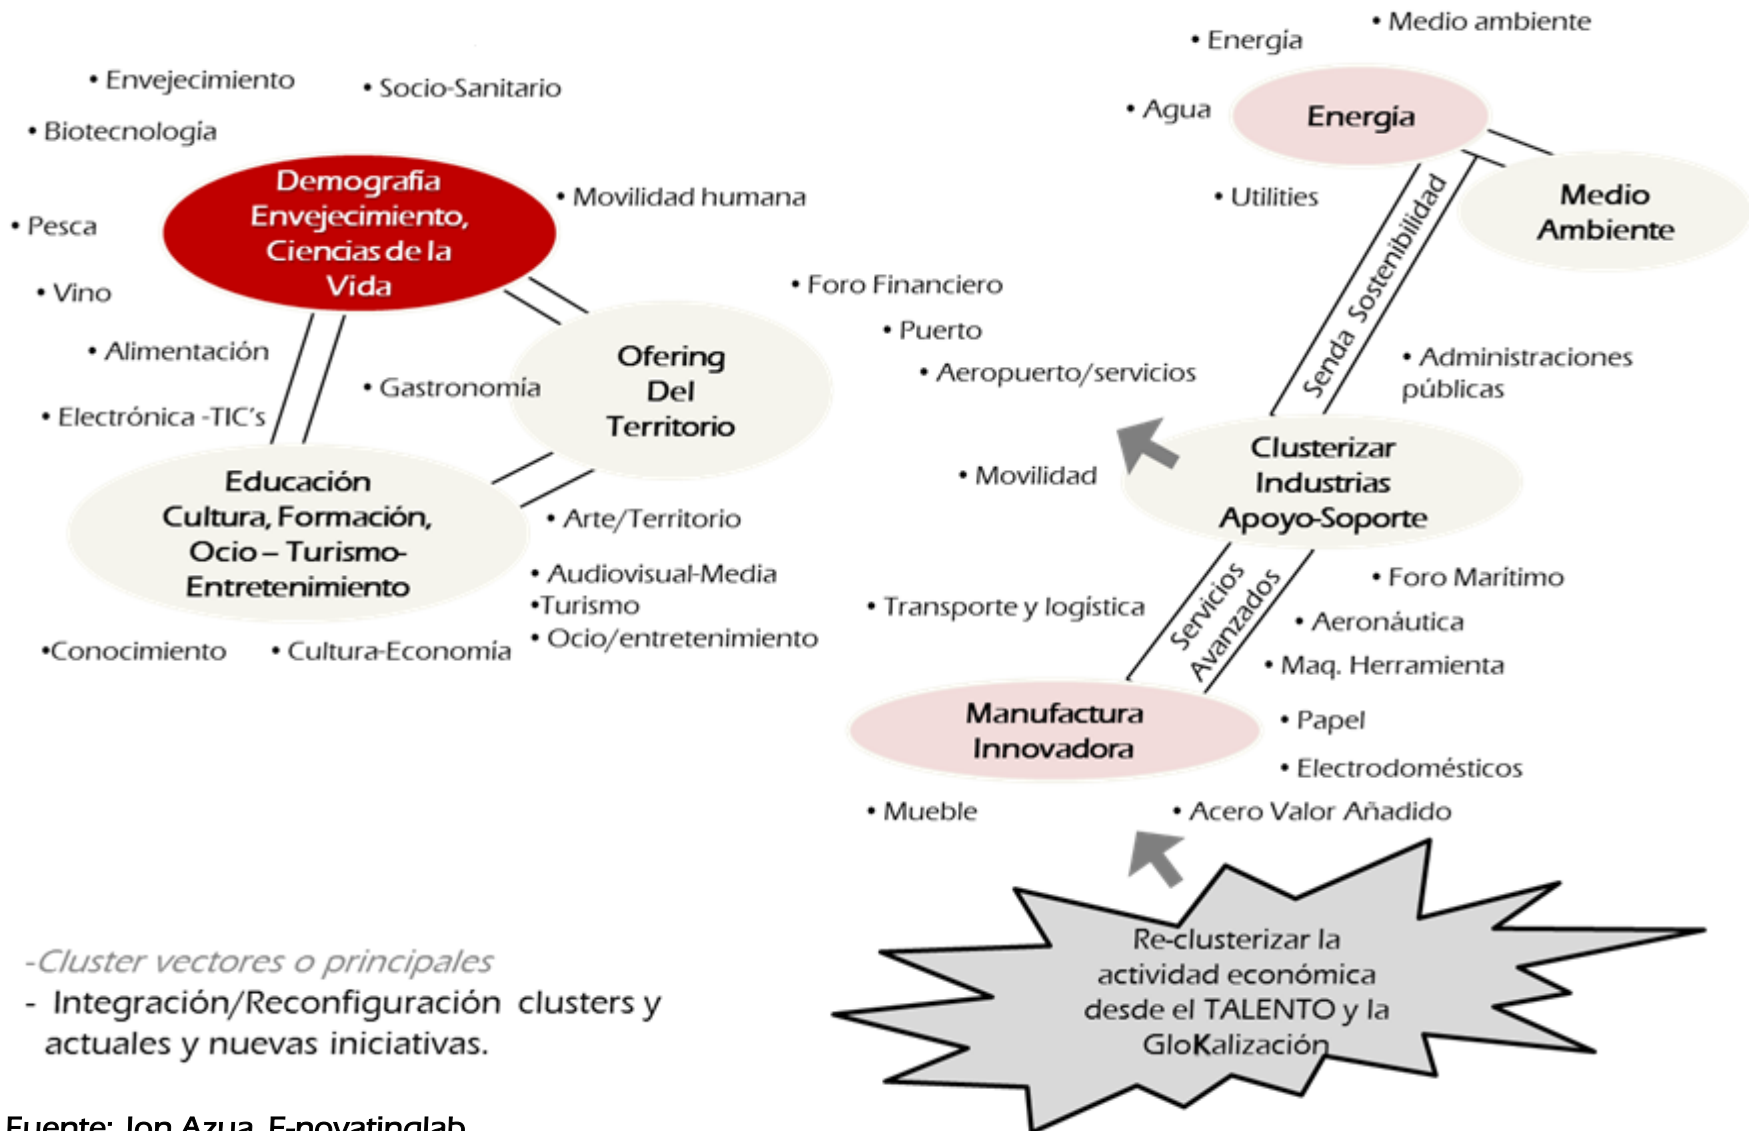 • Envejecimiento
• Socio-Sanitario
• Biotecnología
Demografía
Envejecimiento,
Ciencias de la
Vida
• Movilidad humana
• Pesca
• Vino
• Alimentación
• Gastronomía
• Electrónica -TIC's
Ofering
Del
Territorio
Educación
Cultura, Formación,
Ocio – Turismo-
Entretenimiento
• Arte/Territorio
• Audiovisual-Media
•Turismo
• Ocio/entretenimiento
•Conocimiento
• Cultura-Economía
• Medio ambiente
• Energía
• Agua
Energía
• Utilities
Medio
Ambiente
Senda Sostenibilidad
• Foro Financiero
• Puerto
• Aeropuerto/servicios
• Administraciones
públicas
Clusterizar
Industrias
Apoyo-Soporte
• Movilidad
• Transporte y logística
Servicios
Avanzados
• Foro Marítimo
• Aeronáutica
• Maq. Herramienta
Manufactura
Innovadora
• Papel
• Electrodomésticos
• Mueble
• Acero Valor Añadido
Re-clusterizar la
actividad económica
desde el TALENTO y la
GloKalización
-Cluster vectores o principales
- Integración/Reconfiguración clusters y
actuales y nuevas iniciativas.
Fuente: Jon Azua. E-novatinglab